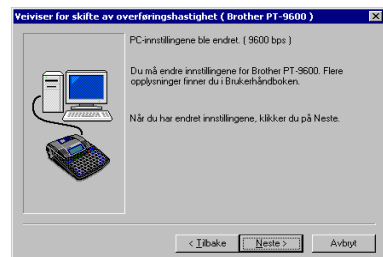 Veiviser for skifte av overføringshastighet ( Brother PT-9600 )
PC-innstillingene ble endret. ( 9600 bps )
Du må endre innstillingene for Brother PT-9600. Flere
opplysninger finner du i Brukerhåndboken.
Når du har endret innstillingene, klikker du på Neste.
< Tilbake
Neste >
Avbryt